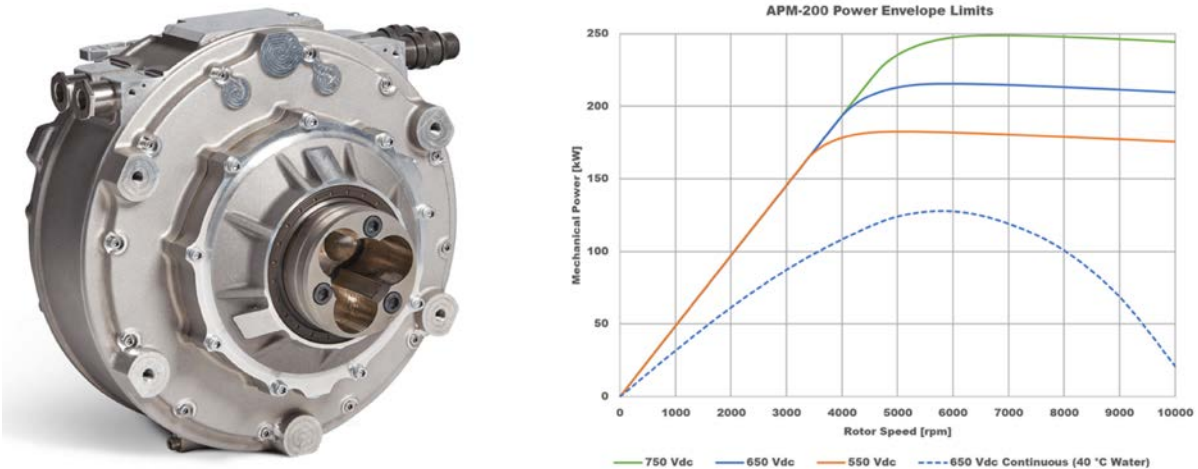 APM-200 Power Envelope Limits
Mechanical Power [kW]
250
200
150
100
50
0
0 1000 2000 3000 4000 5000 6000 7000 8000 9000 10000
Rotor Speed [rpm]
750 Vdc 650 Vdc 550 Vdc 650 Vdc Continuous (40 °C Water)